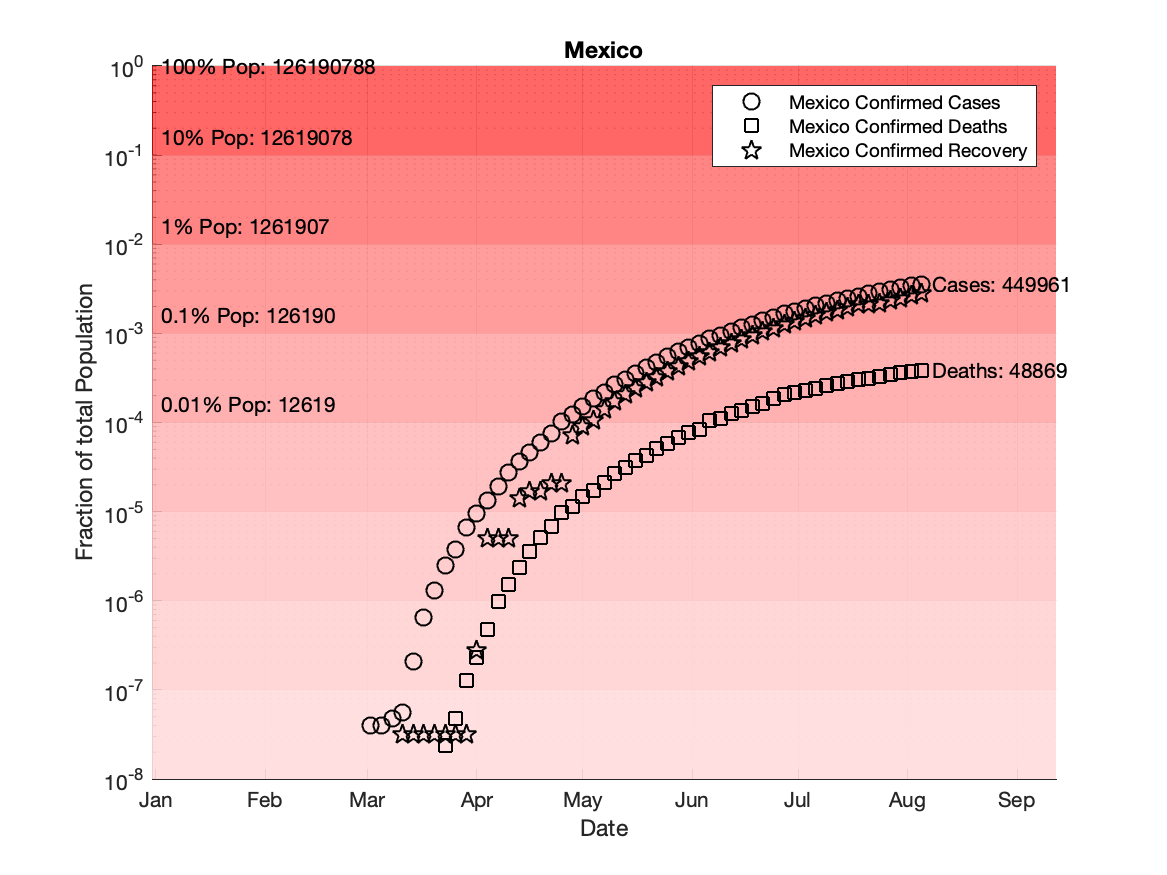 Mexico
10^0
100% Pop: 126190788
Mexico Confirmed Cases
Mexico Confirmed Deaths
Mexico Confirmed Recovery
10% Pop: 12619078
10^-1
1% Pop: 1261907
10^-2
Cases: 449961
0.1% Pop: 126190
10^-3
Deaths: 48869
0.01% Pop: 12619
10^-4
10^-5
10^-6
10^-7
10^-8
Fraction of total Population
Jan Feb Mar Apr May Jun Jul Aug Sep
Date